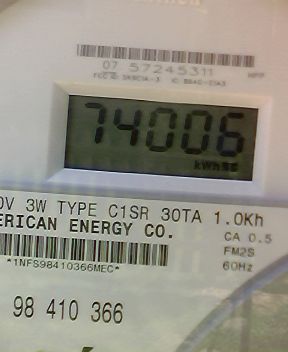 07 57245311
74006
kWh
0V 3W TYPE C1SR 30TA 1.0Kh
ERICAN ENERGY CO.
CA 0.5
FM2S
*1NFS98410366MEC*
60Hz
98 410 366